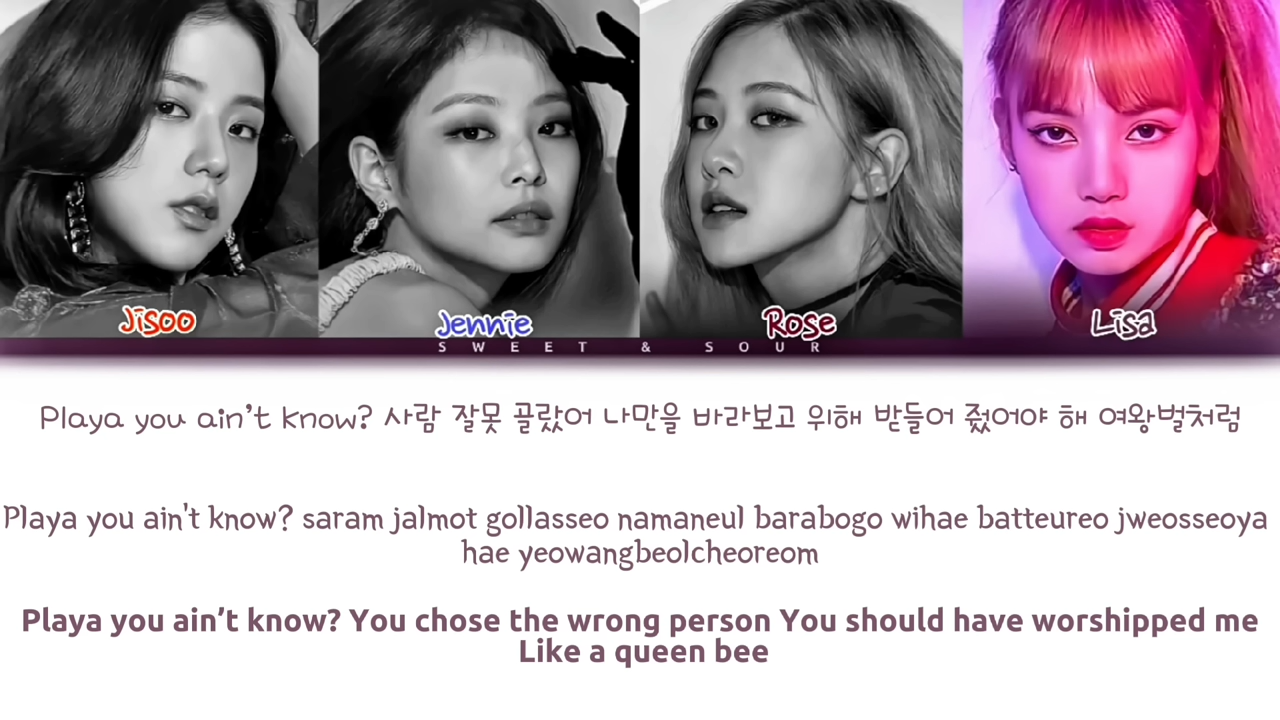 Jisoo
Jennie
Rose
Lisa
SWEET & SOUR
Playa you ain’t know? 사람 잘못 끌랐어 나만을 바라보고 위해 받들어 줬어야 해 여왕벌처럼
Playa you ain't know? saram jalmot gollasseo namaneul barabogo wihae batteureo jweosseoya
hae yeowangbeolcheoreom
Playa you ain’t know? You chose the wrong person You should have worshipped me
Like a queen bee